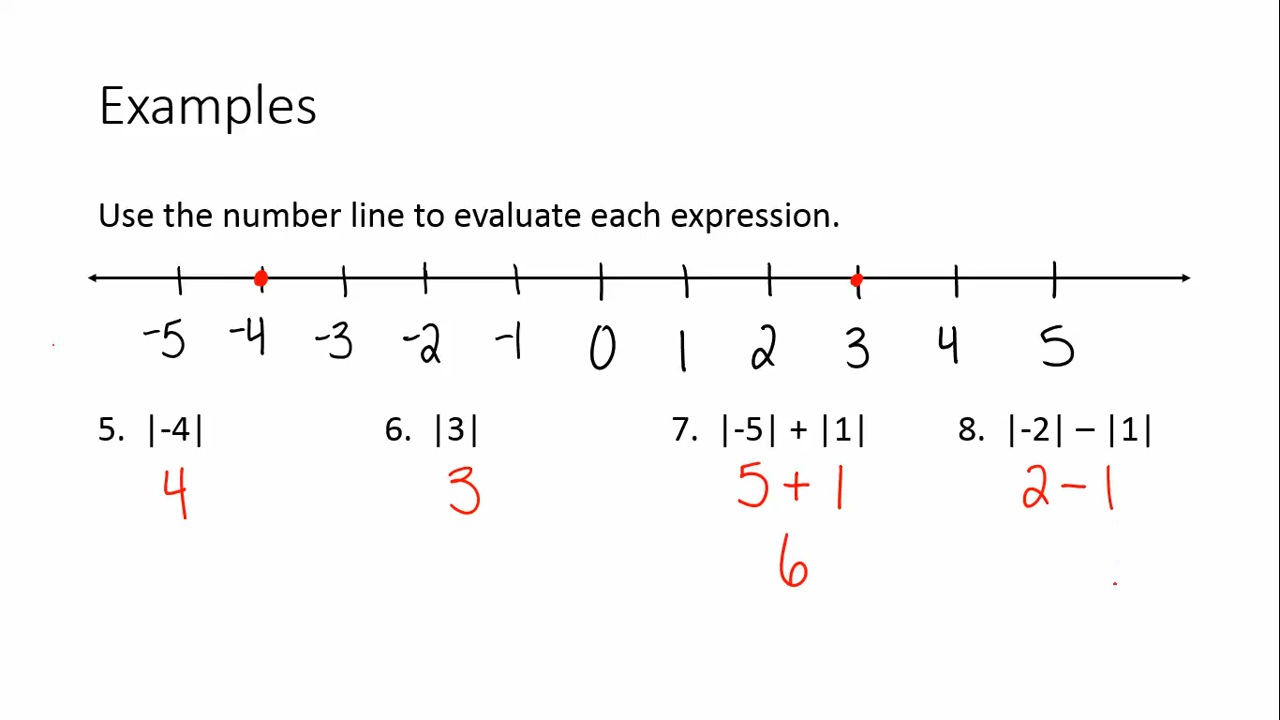 Examples
Use the number line to evaluate each expression.
-5 -4 -3 -2 -1 0 1 2 3 4 5
5. |-4| 6. |3| 7. |-5| + |1| 8. |-2| – |1|
4 3 5 + 1 2 - 1
6